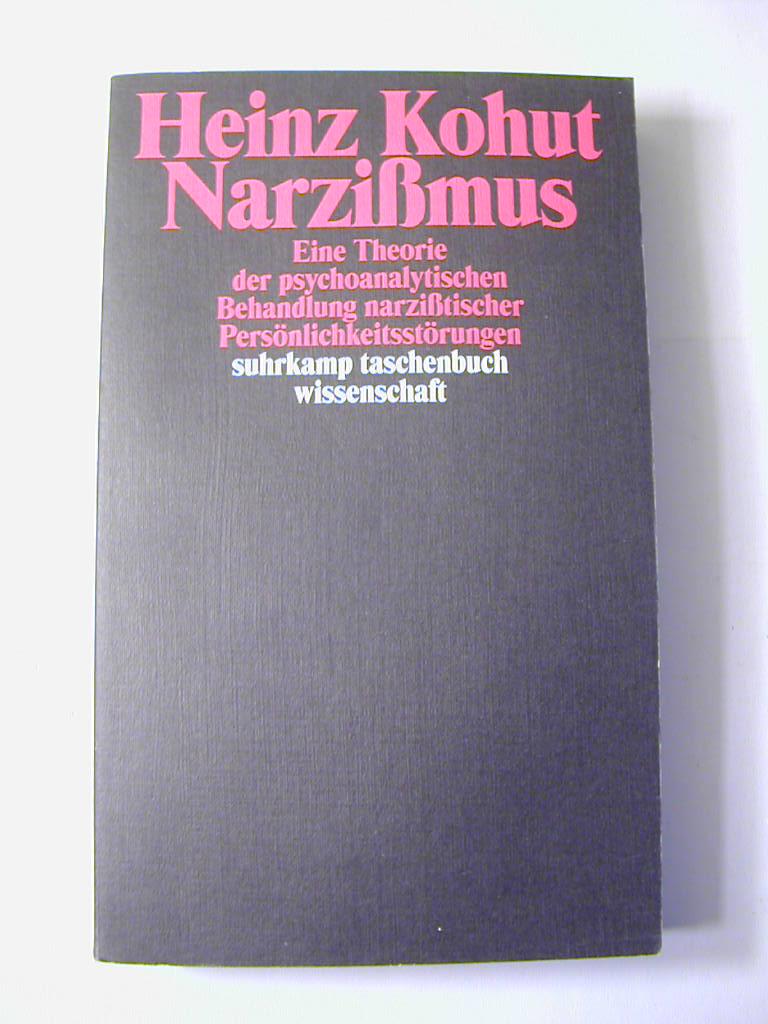 Heinz Kohut
Narzißmus
Eine Theorie
der psychoanalytischen
Behandlung narzißtischer
Persönlichkeitsstörungen
suhrkamp taschenbuch
wissenschaft